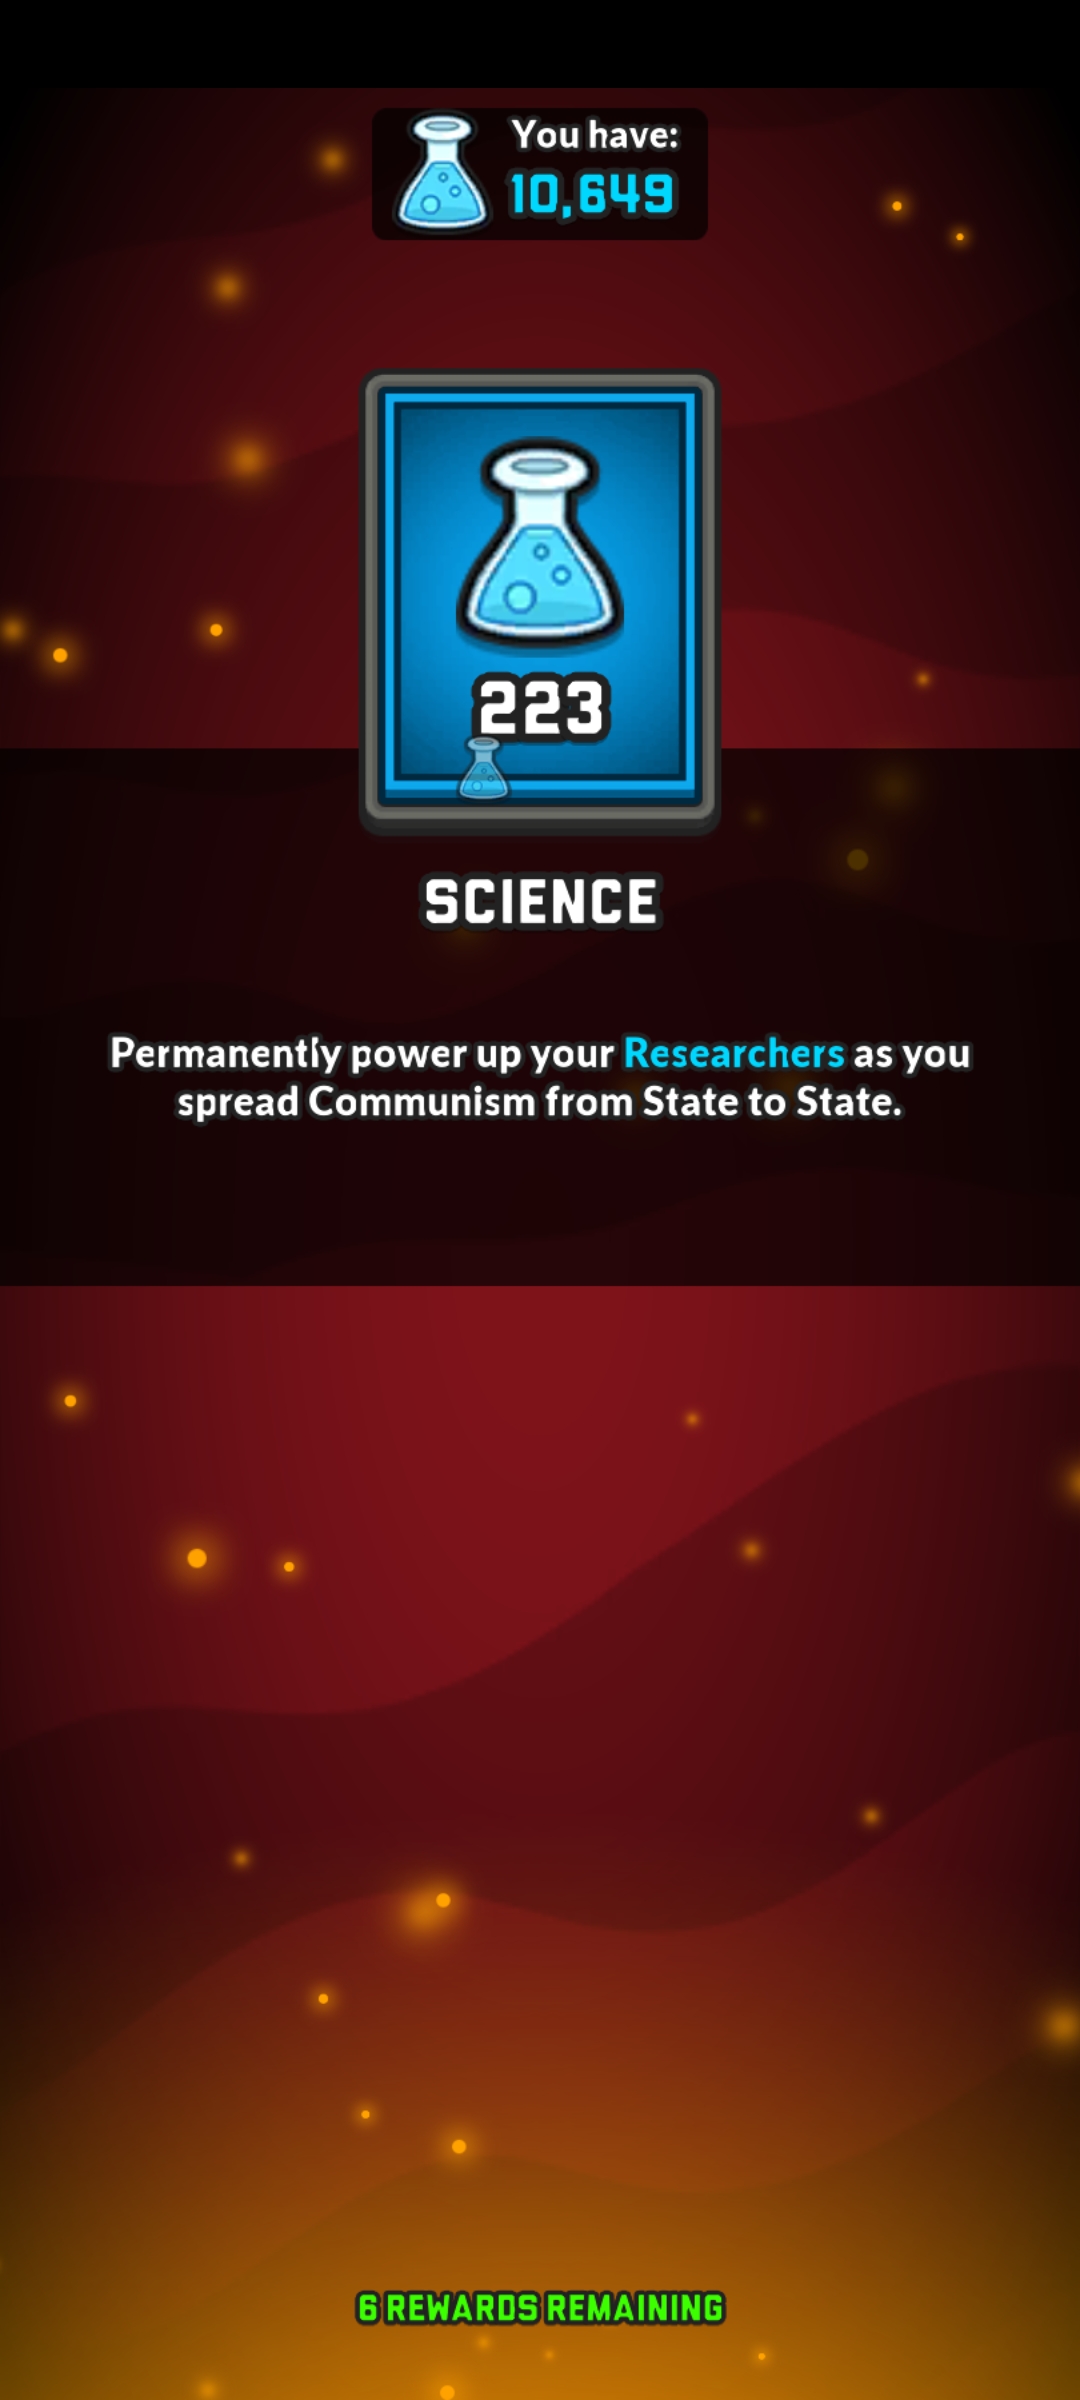 You have:
10,649
223
SCIENCE
Permanently power up your Researchers as you
spread Communism from State to State.
6 REWARDS REMAINING